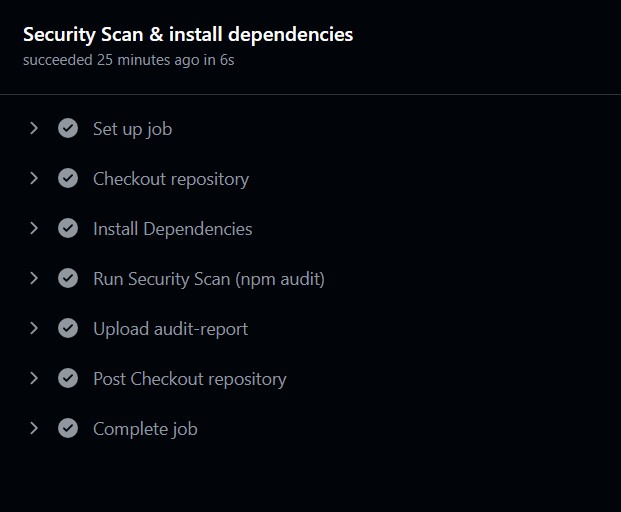 Security Scan & install dependencies
succeeded 25 minutes ago in 6s
Set up job
Checkout repository
Install Dependencies
Run Security Scan (npm audit)
Upload audit-report
Post Checkout repository
Complete job